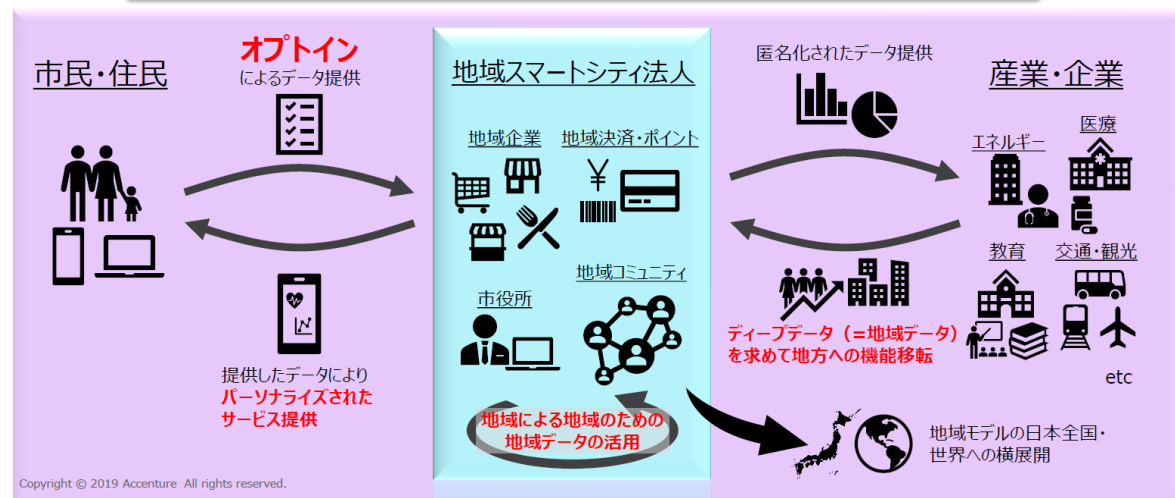 市民・住民
オプトイン
によるデータ提供
提供したデータにより
パーソナライズされた
サービス提供
地域スマートシティ法人
地域企業
地域決済・ポイント
¥
市役所
地域コミュニティ
地域による地域のための
地域データの活用
匿名化されたデータ提供
ディープデータ（=地域データ）
を求めて地方への機能移転
産業・企業
エネルギー
医療
教育
交通・観光
etc
地域モデルの日本全国・
世界への横展開
Copyright © 2019 Accenture All rights reserved.